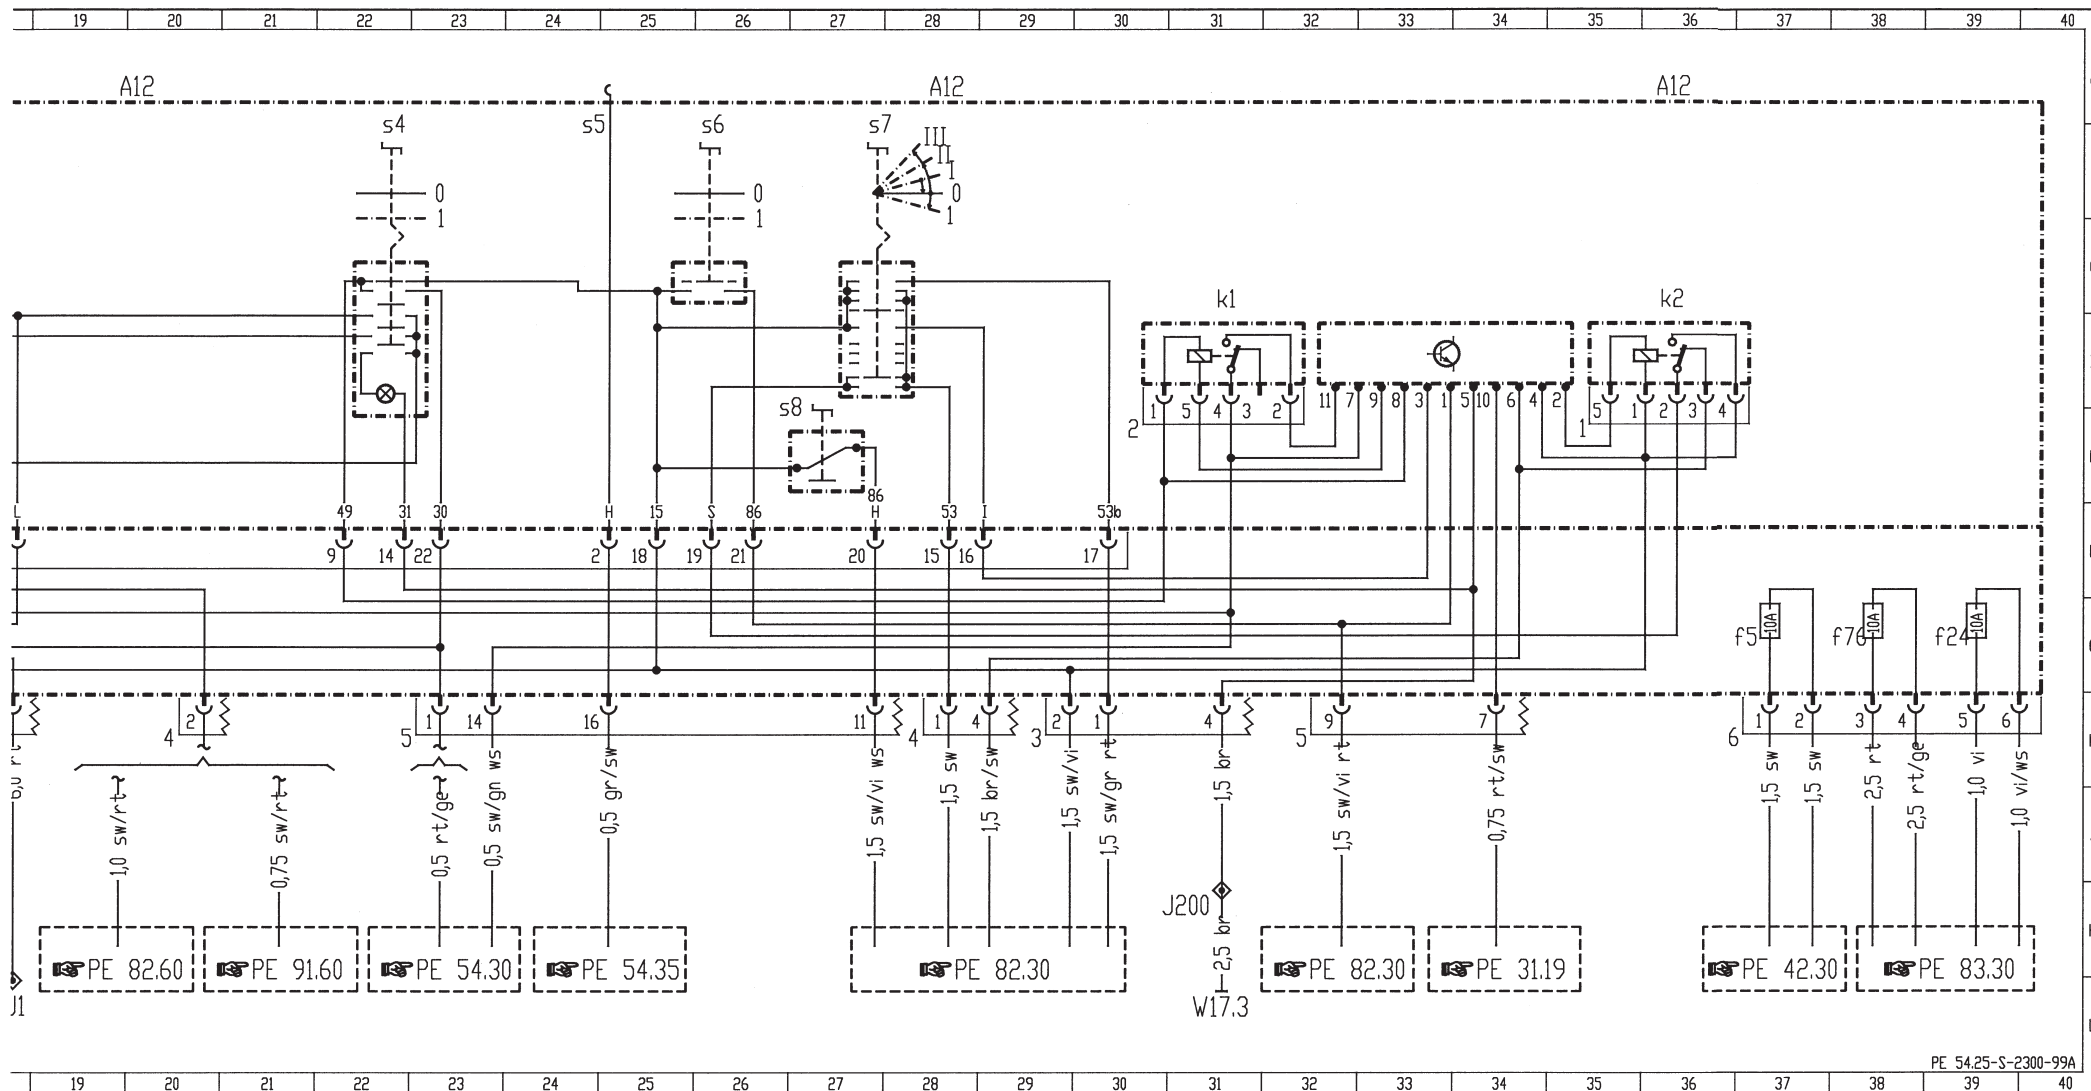 19 20 21 22 23 24 25 26 27 28 29 30 31 32 33 34 35 36 37 38 39 40
A12 A12 A12
s4 s5 s6 s7
III
II
I
0 0 0
1 1 1
k1 k2
s8
1 5 4 3 2 11 7 9 8 3 1 5 10 6 4 2 5 1 2 3 4
2 1
86
L 49 31 30 H 15 S 86 H 53 I 53b
9 14 22 2 18 19 21 20 15 16 17
f5 10A f76 10A f24 10A
2 1 14 16 11 1 4 2 1 4 9 7 1 2 3 4 5 6
4 5 4 3 5 6
1,0 sw/rt
0,75 sw/rt
0,5 rt/ge
0,5 sw/gn ws
0,5 gr/sw
1,5 sw/vi ws
1,5 sw
1,5 br/sw
1,5 sw/vi
1,5 sw/gr rt
1,5 br
1,5 sw/vi rt
0,75 rt/sw
1,5 sw
1,5 sw
2,5 rt
2,5 rt/ge
1,0 vi
1,0 vi/ws
J200
2,5 br
PE 82.60 PE 91.60 PE 54.30 PE 54.35 PE 82.30 PE 82.30 PE 31.19 PE 42.30 PE 83.30
J1 W17.3
PE 54.25-S-2300-99A
19 20 21 22 23 24 25 26 27 28 29 30 31 32 33 34 35 36 37 38 39 40